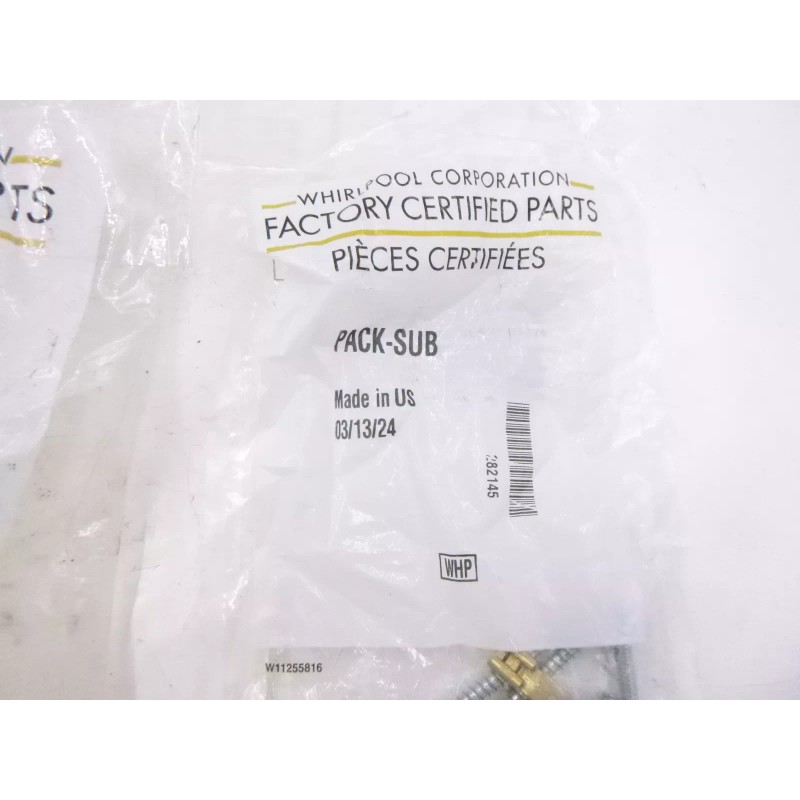 PTS
WHIRLPOOL CORPORATION
FACTORY CERTIFIED PARTS
PIÈCES CERTIFIÉES
PACK-SUB
Made in US
03/13/24
282145
WHP
W11255816